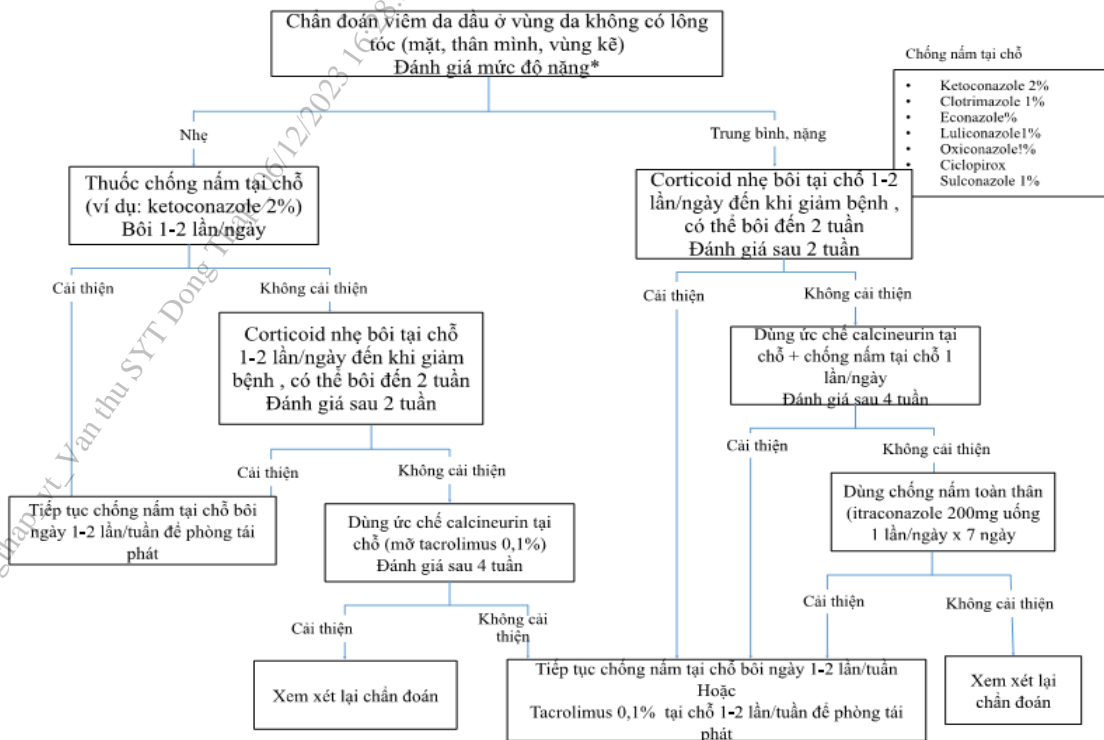 Chẩn đoán viêm da dầu ở vùng da không có lông
tóc (mặt, thân mình, vùng kẽ)
Đánh giá mức độ nặng*
Chống nấm tại chỗ
• Ketoconazole 2%
• Clotrimazole 1%
• Econazole%
• Luliconazole1%
• Oxiconazole!%
• Ciclopirox
Sulconazole 1%
Nhẹ
Trung bình, nặng
Thuốc chống nấm tại chỗ
(ví dụ: ketoconazole 2%)
Bôi 1-2 lần/ngày
Corticoid nhẹ bôi tại chỗ 1-2
lần/ngày đến khi giảm bệnh ,
có thể bôi đến 2 tuần
Đánh giá sau 2 tuần
Cải thiện
Không cải thiện
Cải thiện
Không cải thiện
Corticoid nhẹ bôi tại chỗ
1-2 lần/ngày đến khi giảm
bệnh , có thể bôi đến 2 tuần
Đánh giá sau 2 tuần
Dùng ức chế calcineurin tại
chỗ + chống nấm tại chỗ 1
lần/ngày
Đánh giá sau 4 tuần
Cải thiện
Không cải thiện
Cải thiện
Không cải thiện
Tiếp tục chống nấm tại chỗ bôi
ngày 1-2 lần/tuần để phòng tái
phát
Dùng ức chế calcineurin tại
chỗ (mỡ tacrolimus 0,1%)
Đánh giá sau 4 tuần
Dùng chống nấm toàn thân
(itraconazole 200mg uống
1 lần/ngày x 7 ngày
Cải thiện
Không cải
thiện
Cải thiện
Không cải thiện
Xem xét lại chẩn đoán
Tiếp tục chống nấm tại chỗ bôi ngày 1-2 lần/tuần
Hoặc
Tacrolimus 0,1% tại chỗ 1-2 lần/tuần để phòng tái
phát
Xem xét lại
chẩn đoán
thap.vt_Van thu SYT Dong Thap_06/12/2023 16:28: